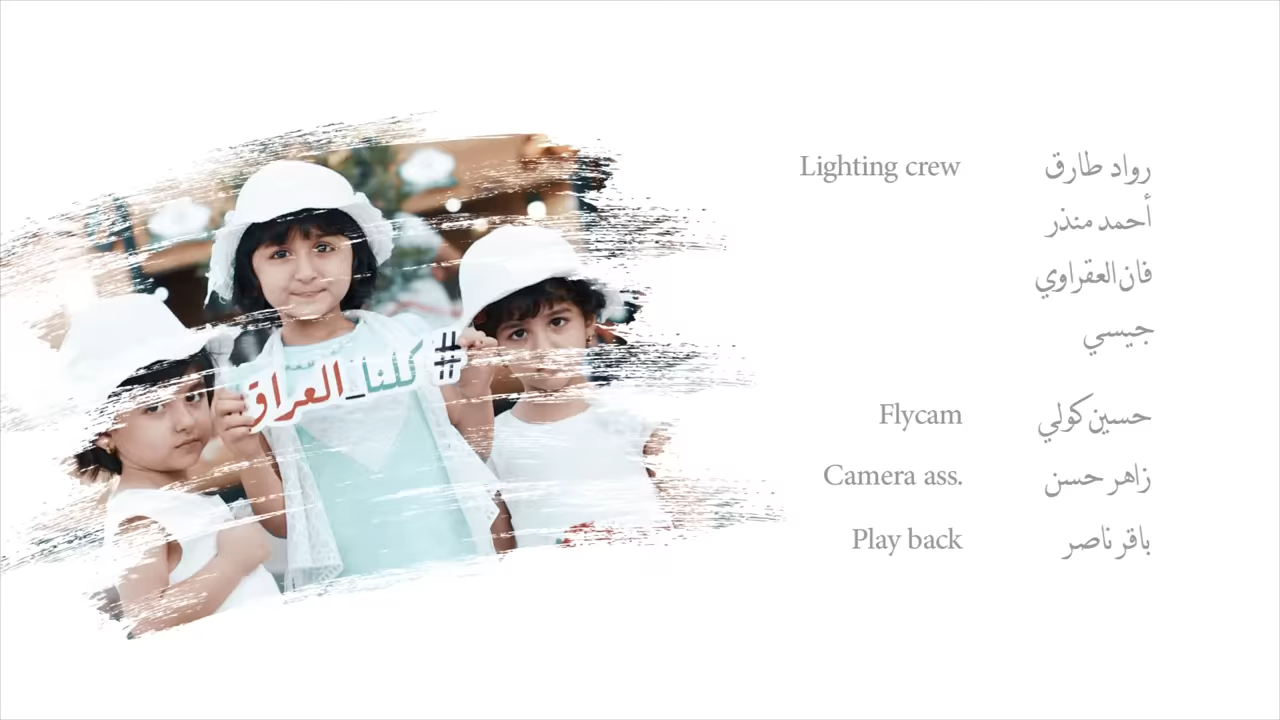 #كلنا_العراق
Lighting crew رواد طارق
أحمد منذر
فان العقراوي
جيسي
Flycam حسين كولي
Camera ass. زاهر حسن
Play back باقر ناصر